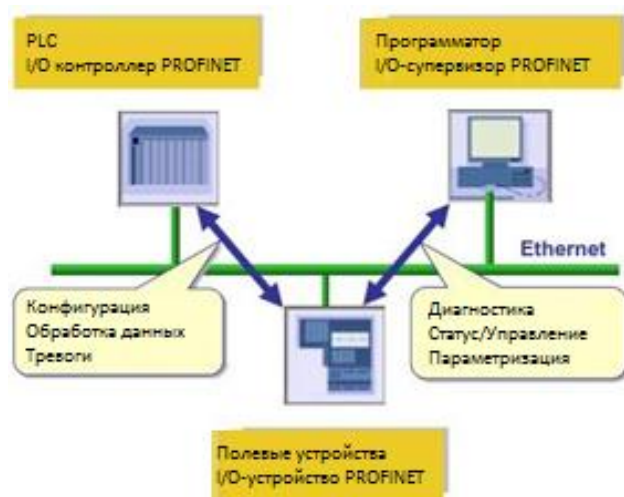 PLC
I/O контроллер PROFINET
Программатор
I/O-супервизор PROFINET
Ethernet
Конфигурация
Обработка данных
Тревоги
Диагностика
Статус/Управление
Параметризация
Полевые устройства
I/O-устройство PROFINET